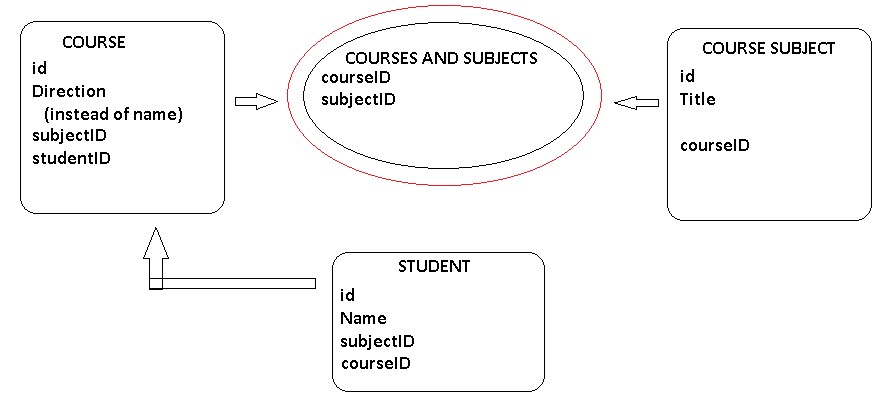 COURSE
id
Direction
(instead of name)
subjectID
studentID
COURSES AND SUBJECTS
courseID
subjectID
COURSE SUBJECT
id
Title
courseID
STUDENT
id
Name
subjectID
courseID